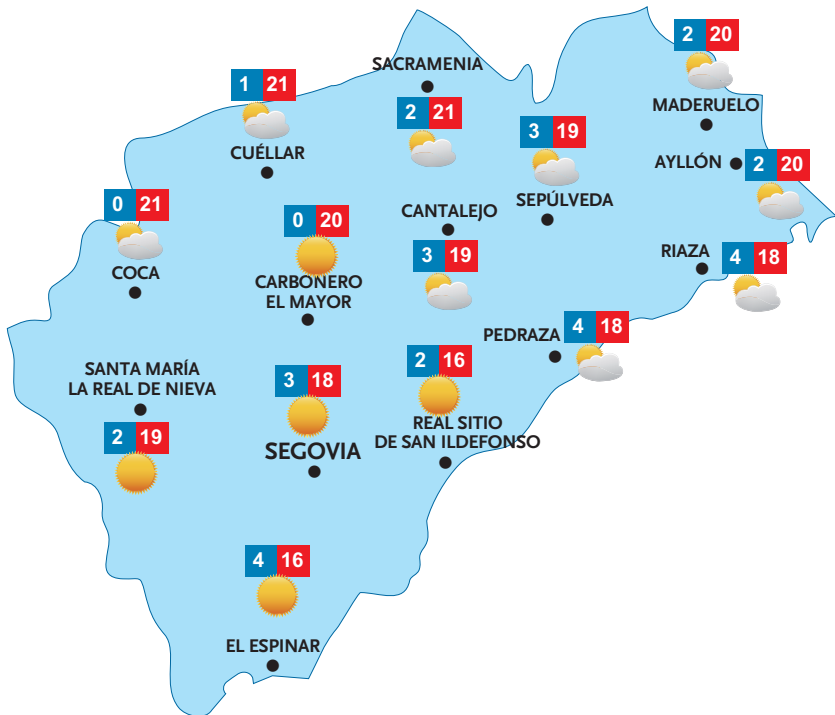 2 20
MADERUELO
SACRAMENIA
2 21
1 21
CUÉLLAR
3 19
SEPÚLVEDA
AYLLÓN
2 20
0 21
COCA
0 20
CARBONERO
EL MAYOR
CANTALEJO
3 19
RIAZA
4 18
PEDRAZA
4 18
SANTA MARÍA
LA REAL DE NIEVA
2 19
3 18
SEGOVIA
2 16
REAL SITIO
DE SAN ILDEFONSO
4 16
EL ESPINAR